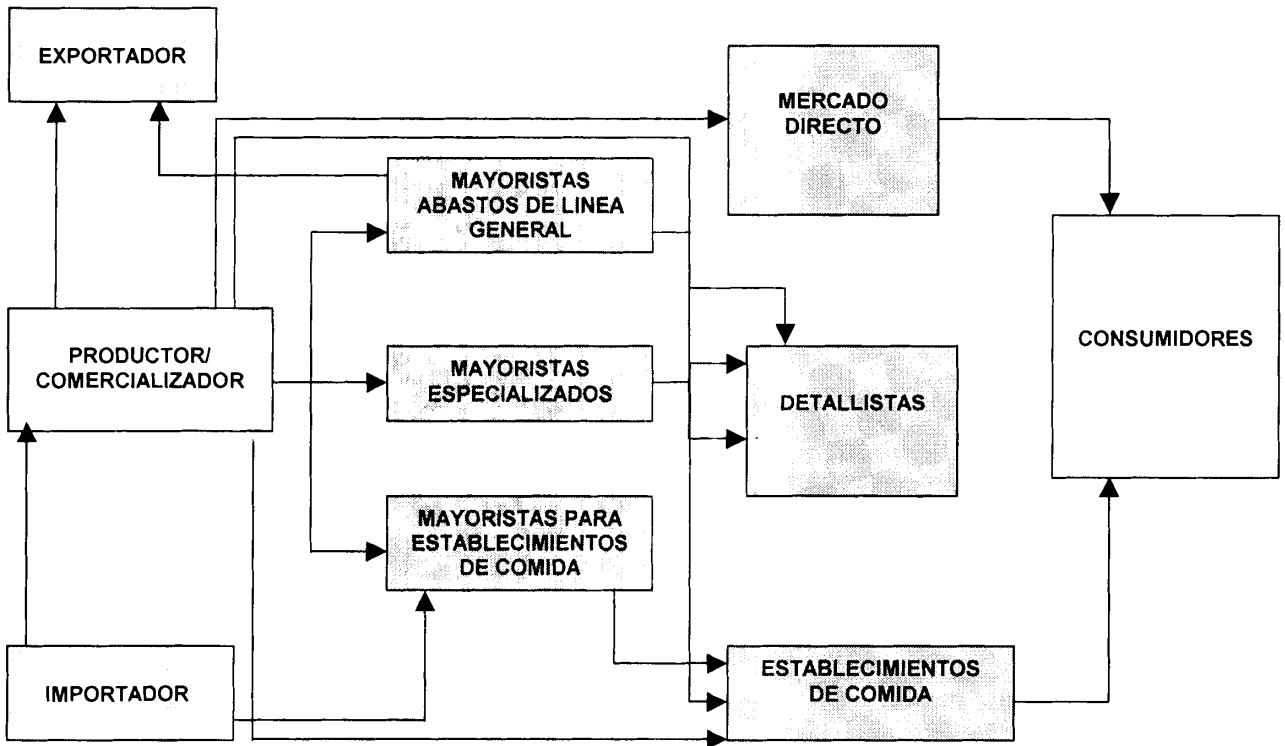 EXPORTADOR
MERCADO
DIRECTO
MAYORISTAS
ABASTOS DE LINEA
GENERAL
PRODUCTOR/
COMERCIALIZADOR
MAYORISTAS
ESPECIALIZADOS
DETALLISTAS
CONSUMIDORES
MAYORISTAS PARA
ESTABLECIMIENTOS
DE COMIDA
IMPORTADOR
ESTABLECIMIENTOS
DE COMIDA